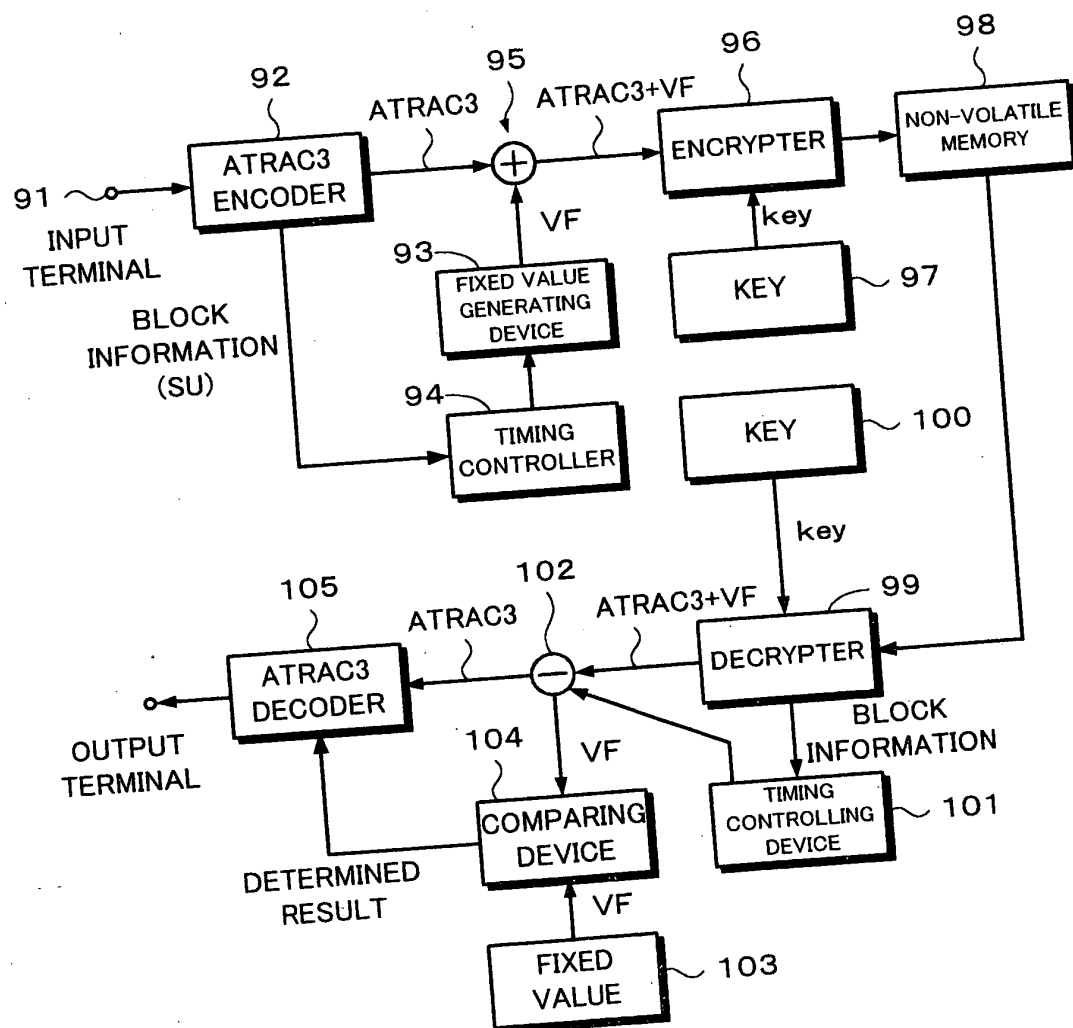 92
ATRAC3
95
ATRAC3+VF
96
98
ATRAC3
ENCODER
ENCRYPTER
NON-VOLATILE
MEMORY
91
INPUT
TERMINAL
VF
key
93
FIXED VALUE
GENERATING
DEVICE
KEY
97
BLOCK
INFORMATION
(SU)
94
TIMING
CONTROLLER
KEY
100
key
105
ATRAC3
102
ATRAC3+VF
99
ATRAC3
DECODER
DECRYPTER
OUTPUT
TERMINAL
104
VF
BLOCK
INFORMATION
COMPARING
DEVICE
TIMING
CONTROLLING
DEVICE
101
DETERMINED
RESULT
VF
FIXED
VALUE
103